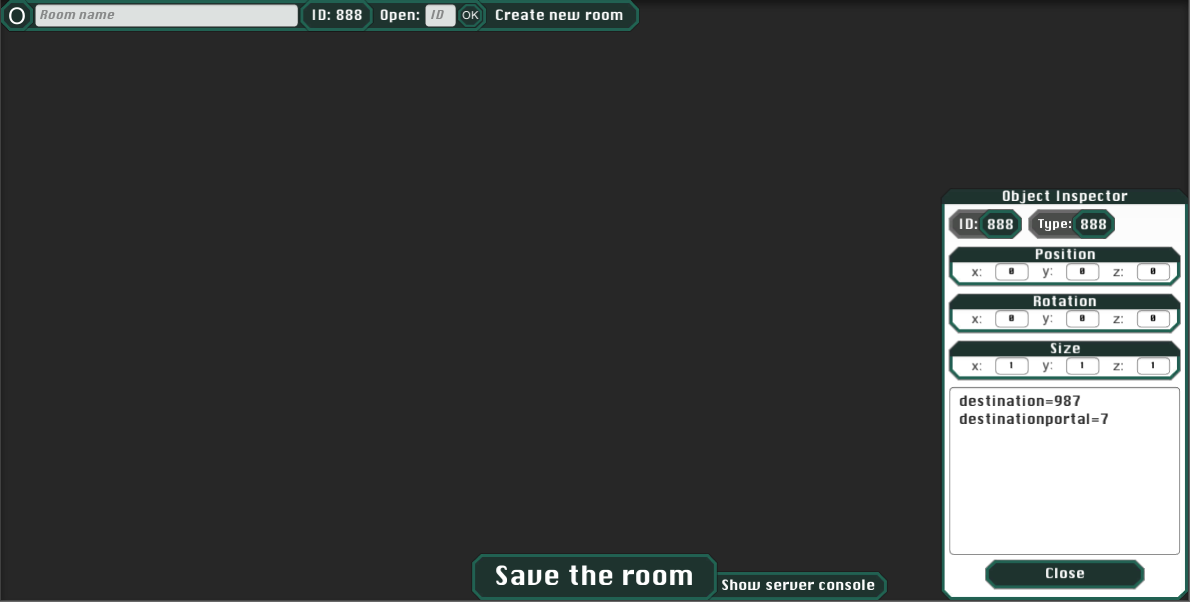 O Room name ID: 888 Open: ID OK Create new room
Object Inspector
ID: 888 Type: 888
Position
x: 0 y: 0 z: 0
Rotation
x: 0 y: 0 z: 0
Size
x: 1 y: 1 z: 1
destination=987
destinationportal=7
Close
Save the room
Show server console